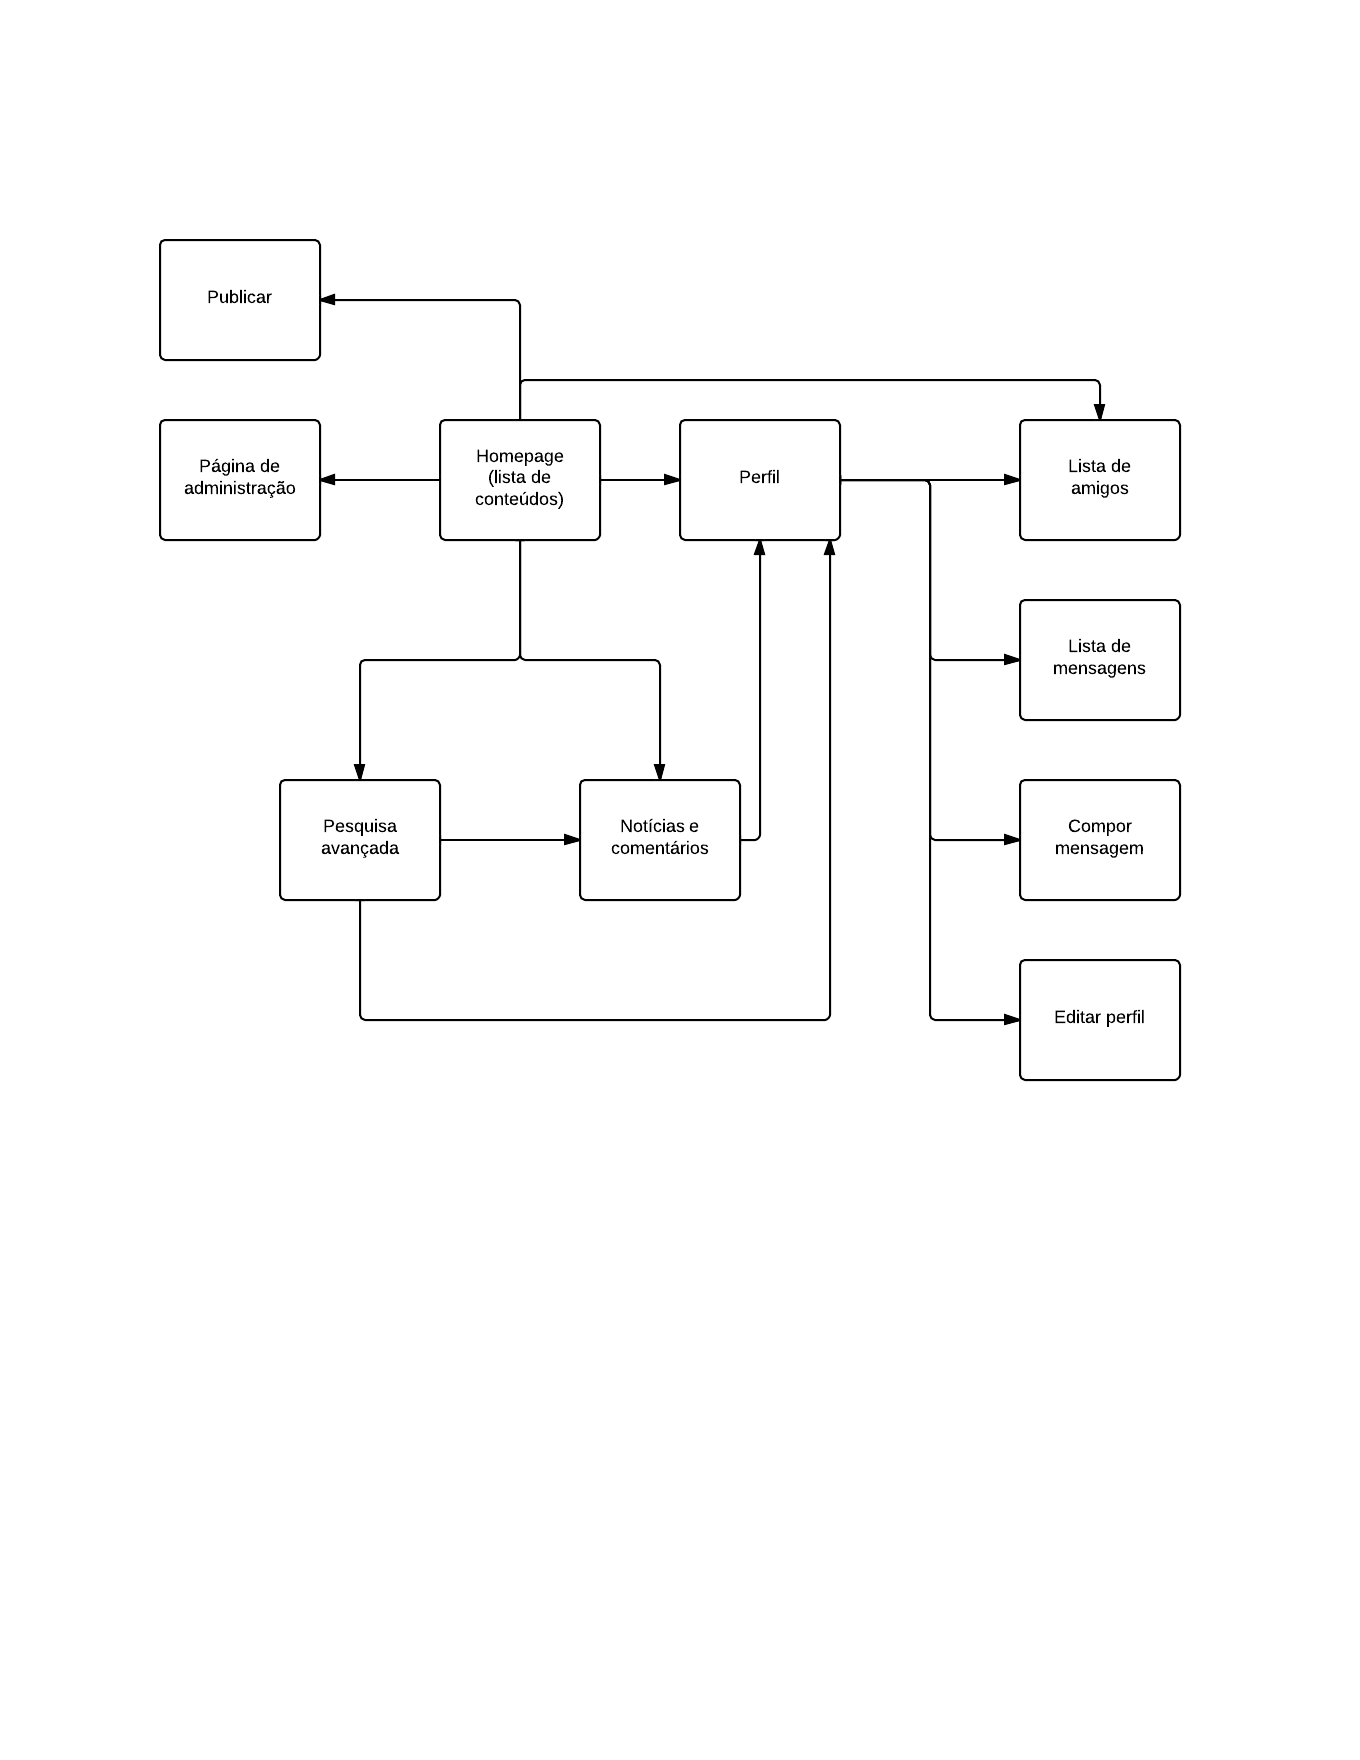 Publicar
Página de
administração
Homepage
(lista de
conteúdos)
Perfil
Lista de
amigos
Lista de
mensagens
Pesquisa
avançada
Notícias e
comentários
Compor
mensagem
Editar perfil